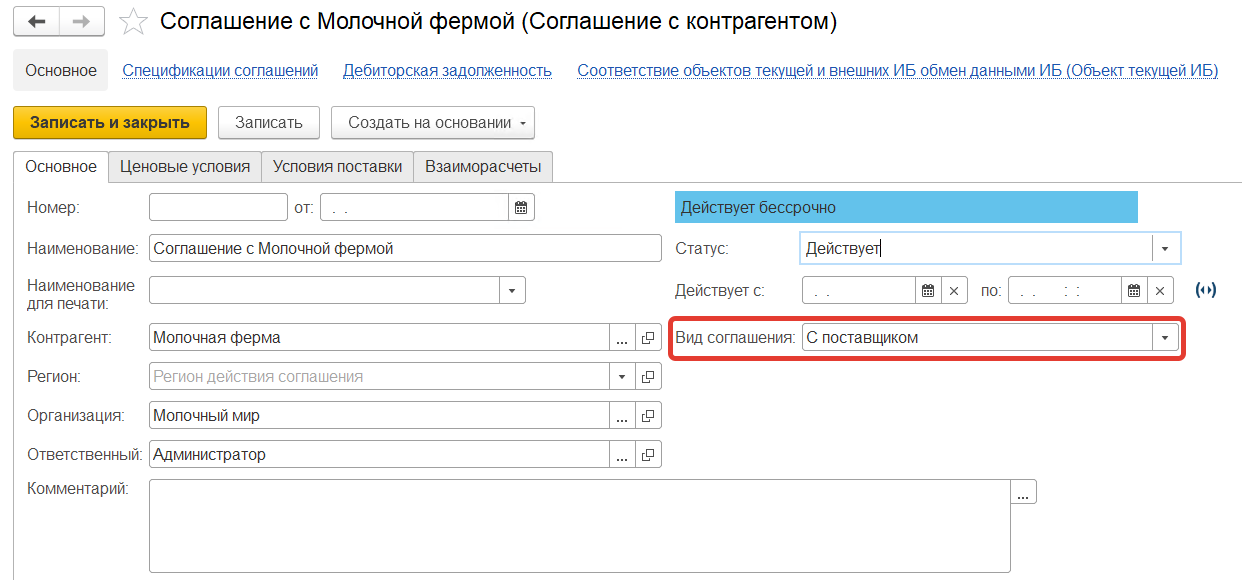 Соглашение с Молочной фермой (Соглашение с контрагентом)
Основное Спецификации соглашений Дебиторская задолженность Соответствие объектов текущей и внешних ИБ обмен данными ИБ (Объект текущей ИБ)
Записать и закрыть Записать Создать на основании
Основное Ценовые условия Условия поставки Взаиморасчеты
Номер: от: . . Действует бессрочно
Наименование: Соглашение с Молочной фермой Статус: Действует
Наименование
для печати: Действует с: . . по: . . : :
Контрагент: Молочная ферма ... Вид соглашения: С поставщиком
Регион: Регион действия соглашения
Организация: Молочный мир ...
Ответственный: Администратор ...
Комментарий: ...